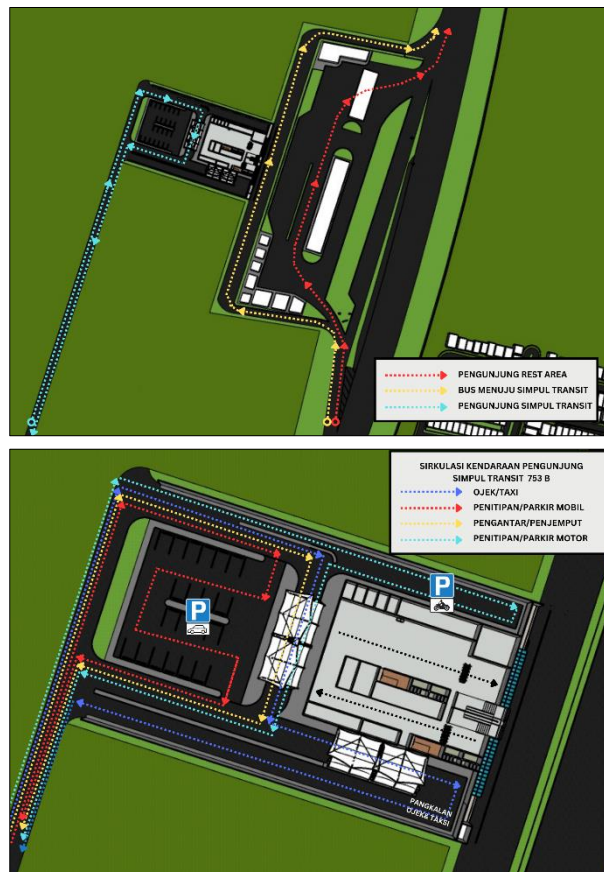 PENGUNJUNG REST AREA
BUS MENUJU SIMPUL TRANSIT
PENGUNJUNG SIMPUL TRANSIT
SIRKULASI KENDARAAN PENGUNJUNG
SIMPUL TRANSIT 753 B
OJEK/TAXI
PENITIPAN/PARKIR MOBIL
PENGANTAR/PENJEMPUT
PENITIPAN/PARKIR MOTOR
P
P
PANGKALAN
OJEK& TAKSI